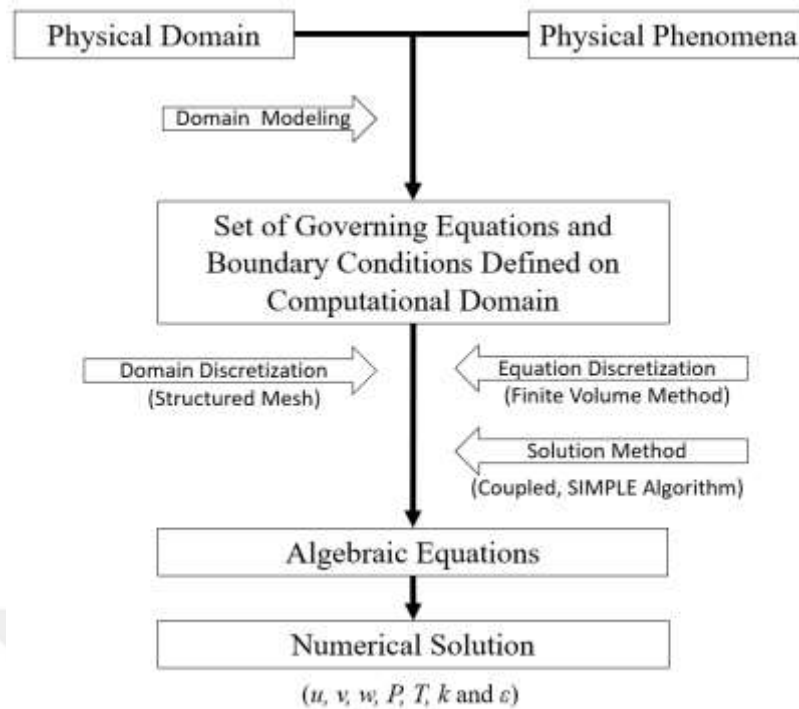 Physical Domain
Physical Phenomena
Domain Modeling
Set of Governing Equations and
Boundary Conditions Defined on
Computational Domain
Domain Discretization
(Structured Mesh)
Equation Discretization
(Finite Volume Method)
Solution Method
(Coupled, SIMPLE Algorithm)
Algebraic Equations
Numerical Solution
(u, v, w, P, T, k and ε)